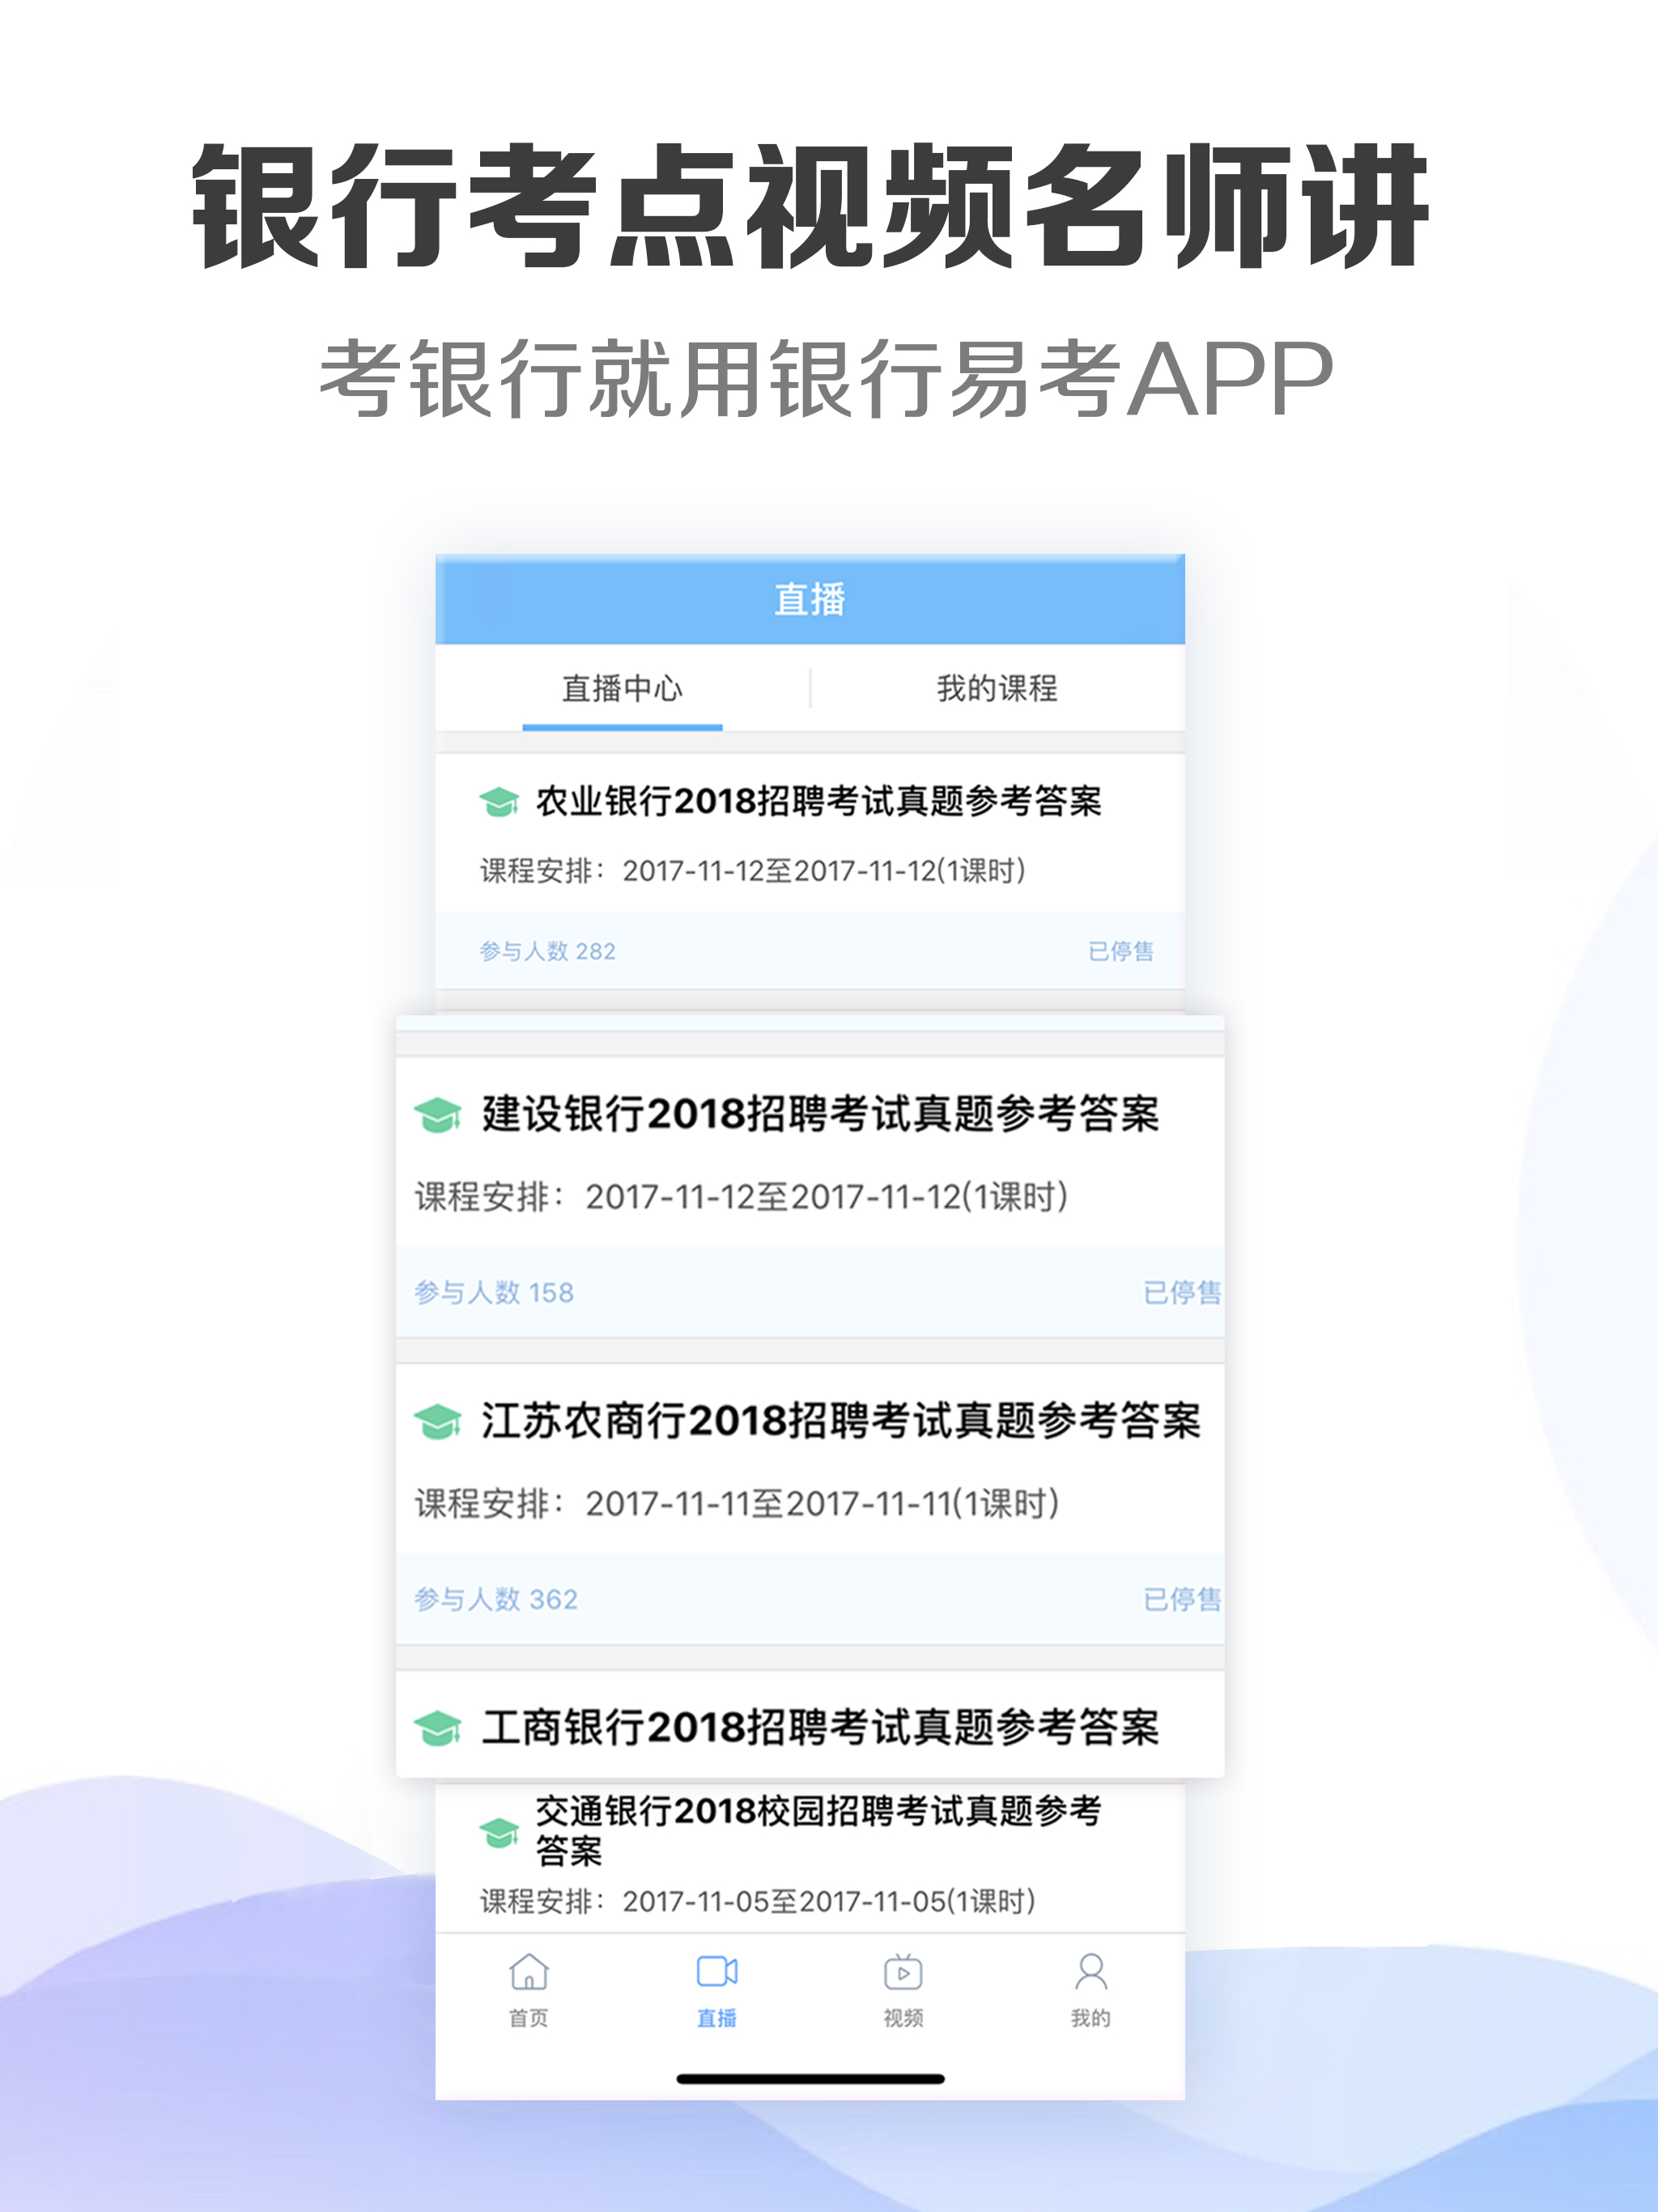 银行考点视频名师讲
考银行就用银行易考APP
直播
直播中心 我的课程
农业银行2018招聘考试真题参考答案
课程安排：2017-11-12至2017-11-12(1课时)
参与人数 282 已停售
建设银行2018招聘考试真题参考答案
课程安排：2017-11-12至2017-11-12(1课时)
参与人数 158 已停售
江苏农商行2018招聘考试真题参考答案
课程安排：2017-11-11至2017-11-11(1课时)
参与人数 362 已停售
工商银行2018招聘考试真题参考答案
交通银行2018校园招聘考试真题参考
答案
课程安排：2017-11-05至2017-11-05(1课时)
首页 直播 视频 我的